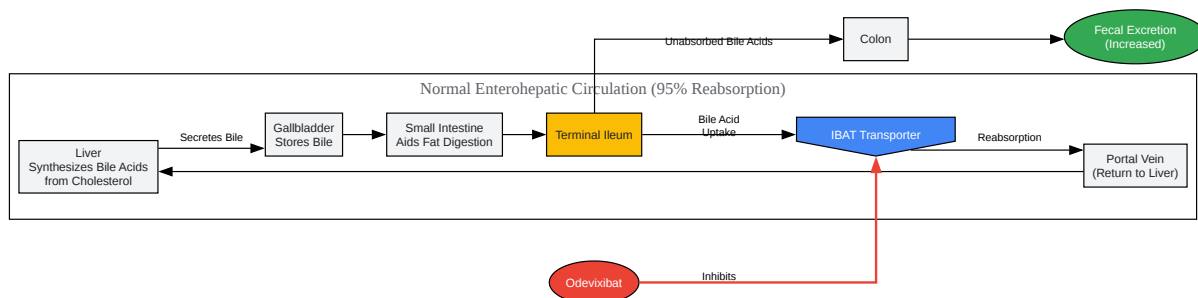 Unabsorbed Bile Acids
Colon
Fecal Excretion
(Increased)
Normal Enterohepatic Circulation (95% Reabsorption)
Liver
Synthesizes Bile Acids
from Cholesterol
Secretes Bile
Gallbladder
Stores Bile
Small Intestine
Aids Fat Digestion
Terminal Ileum
Bile Acid
Uptake
IBAT Transporter
Reabsorption
Portal Vein
(Return to Liver)
Odevixibat
Inhibits